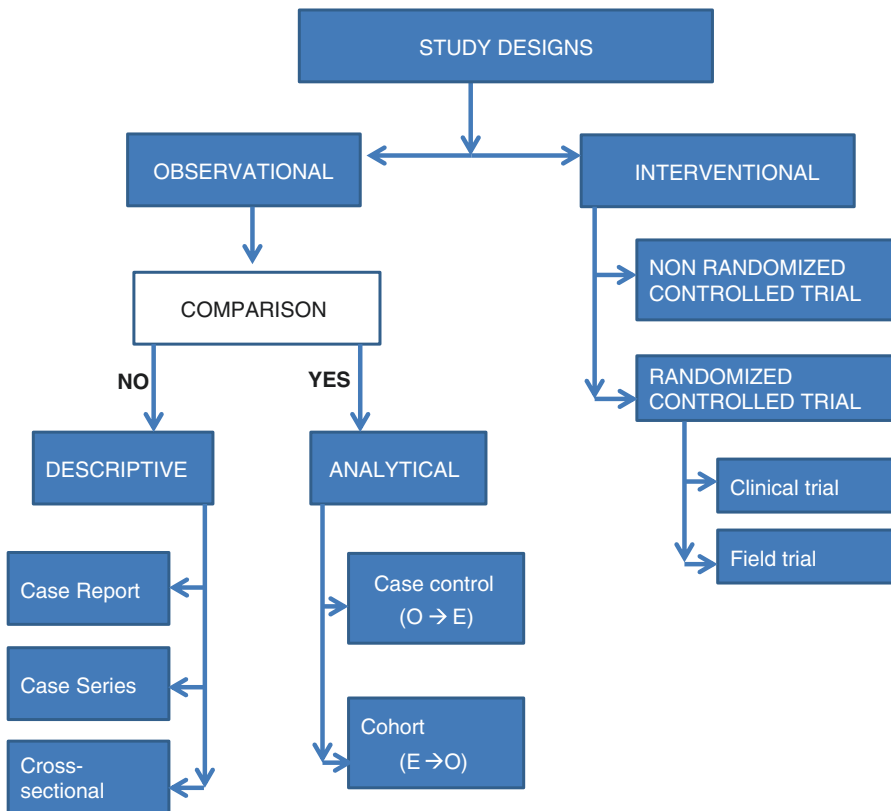 STUDY DESIGNS
OBSERVATIONAL
INTERVENTIONAL
COMPARISON
NO
YES
DESCRIPTIVE
ANALYTICAL
Case Report
Case Series
Cross-
sectional
Case control
(O → E)
Cohort
(E →O)
NON RANDOMIZED
CONTROLLED TRIAL
RANDOMIZED
CONTROLLED TRIAL
Clinical trial
Field trial